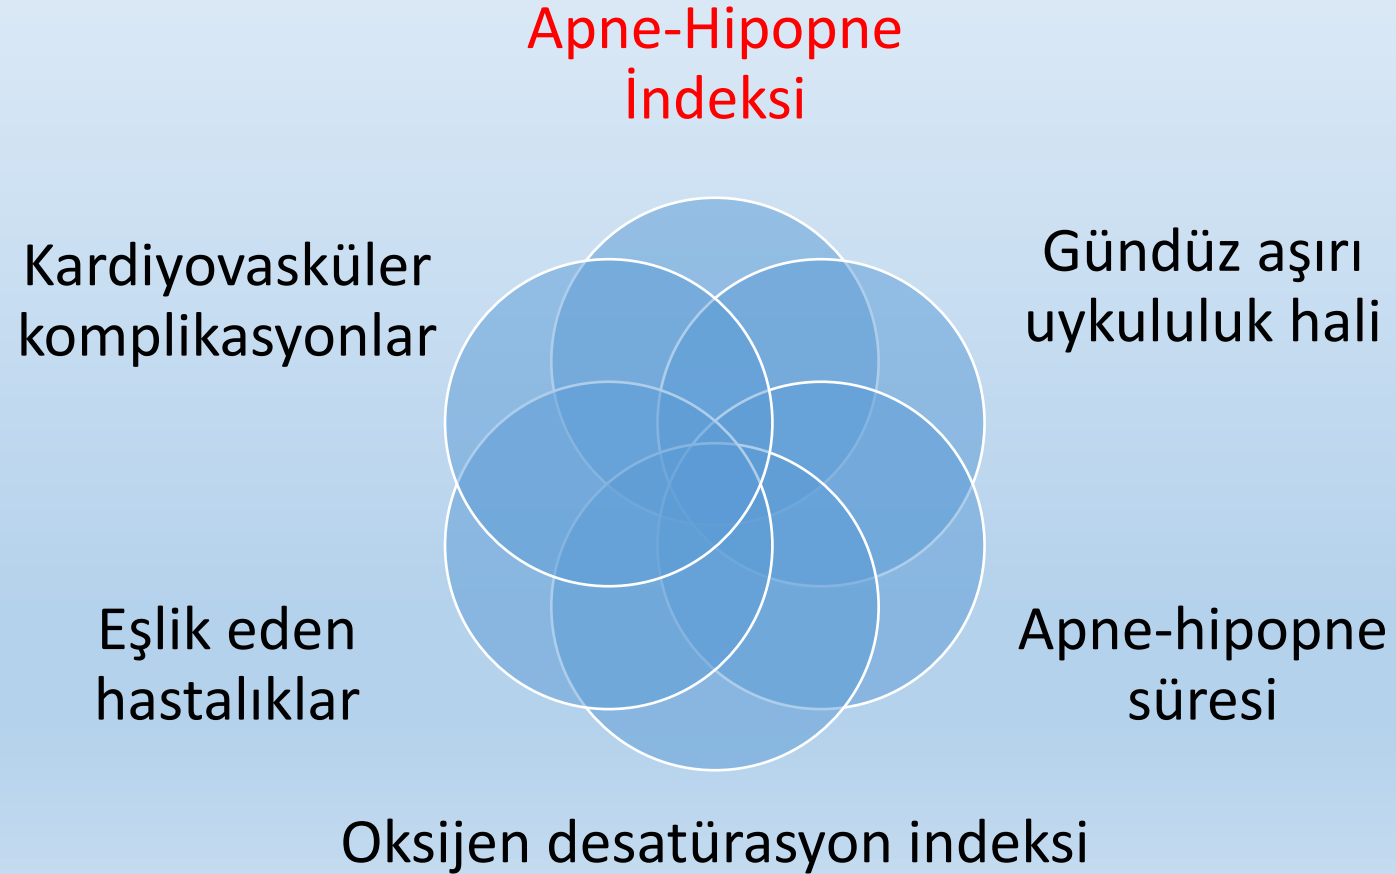 Apne-Hipopne
İndeksi
Kardiyovasküler
komplikasyonlar
Gündüz aşırı
uykululuk hali
Eşlik eden
hastalıklar
Apne-hipopne
süresi
Oksijen desatürasyon indeksi